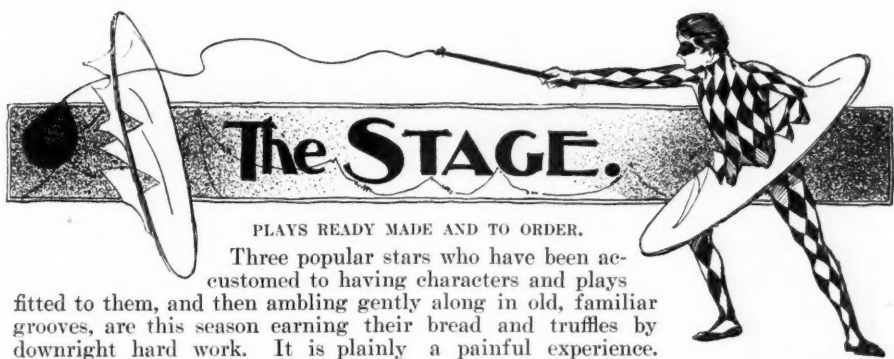 The STAGE.
PLAYS READY MADE AND TO ORDER.
Three popular stars who have been ac-
customed to having characters and plays
fitted to them, and then ambling gently along in old, familiar
grooves, are this season earning their bread and truffles by
downright hard work. It is plainly a painful experience.